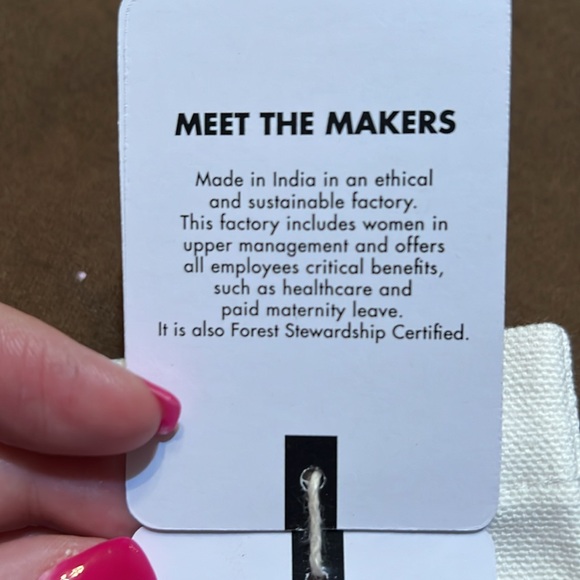 MEET THE MAKERS
Made in India in an ethical
and sustainable factory.
This factory includes women in
upper management and offers
all employees critical benefits,
such as healthcare and
paid maternity leave.
It is also Forest Stewardship Certified.